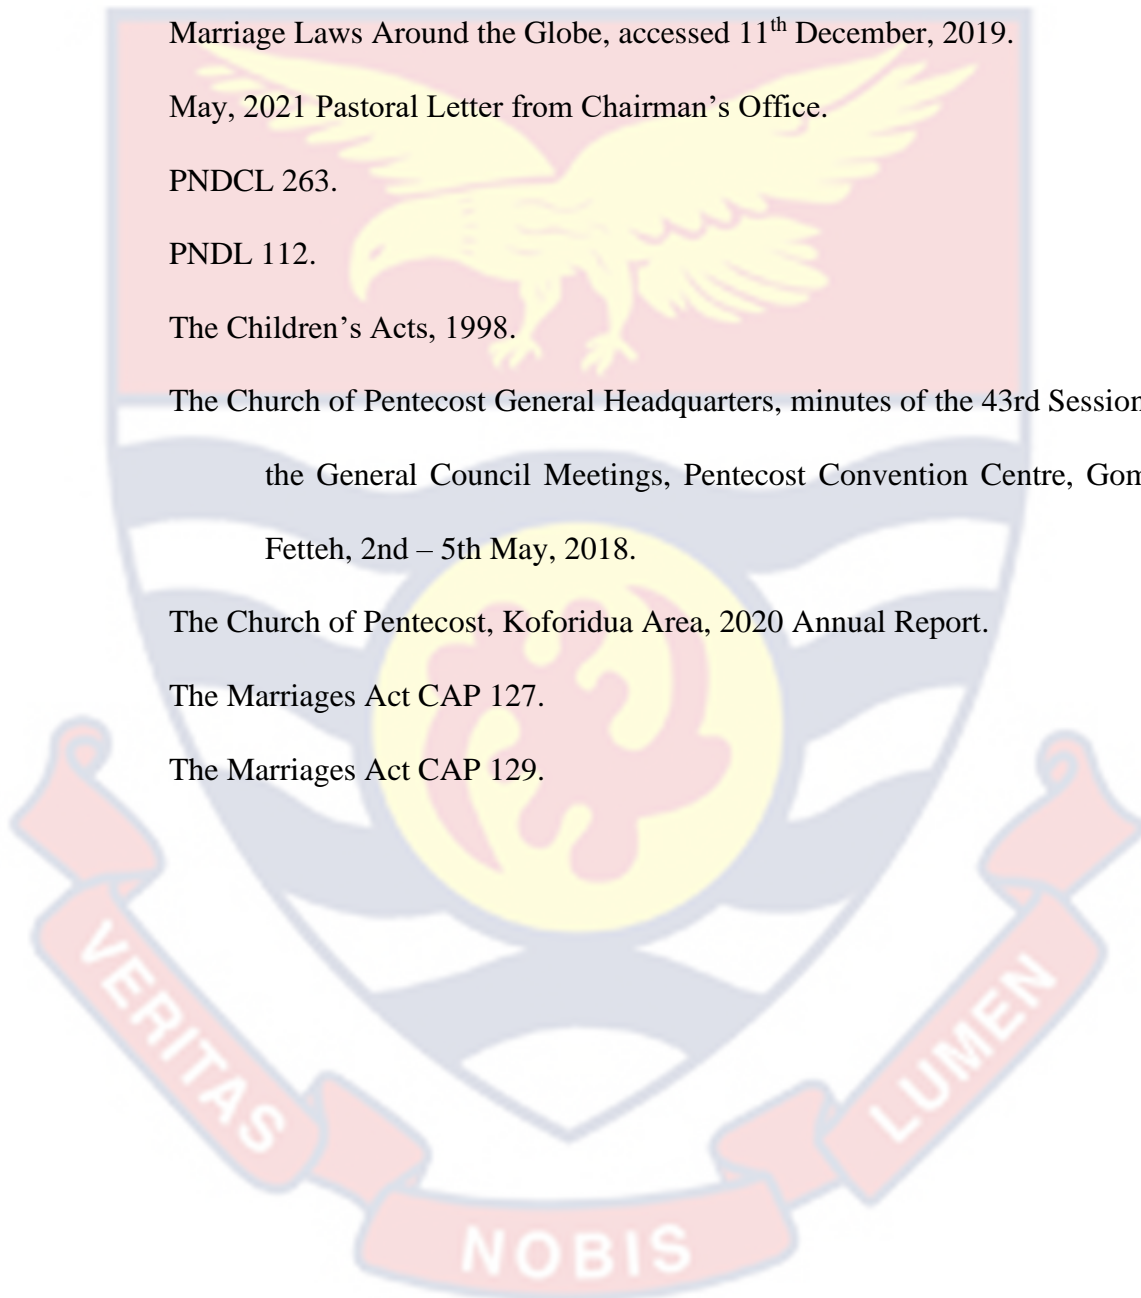 Marriage Laws Around the Globe, accessed 11th December, 2019.
May, 2021 Pastoral Letter from Chairman’s Office.
PNDCL 263.
PNDL 112.
The Children’s Acts, 1998.
The Church of Pentecost General Headquarters, minutes of the 43rd Session
the General Council Meetings, Pentecost Convention Centre, Gom
Fetteh, 2nd – 5th May, 2018.
The Church of Pentecost, Koforidua Area, 2020 Annual Report.
The Marriages Act CAP 127.
The Marriages Act CAP 129.
VERITAS
NOBIS
LUMEN